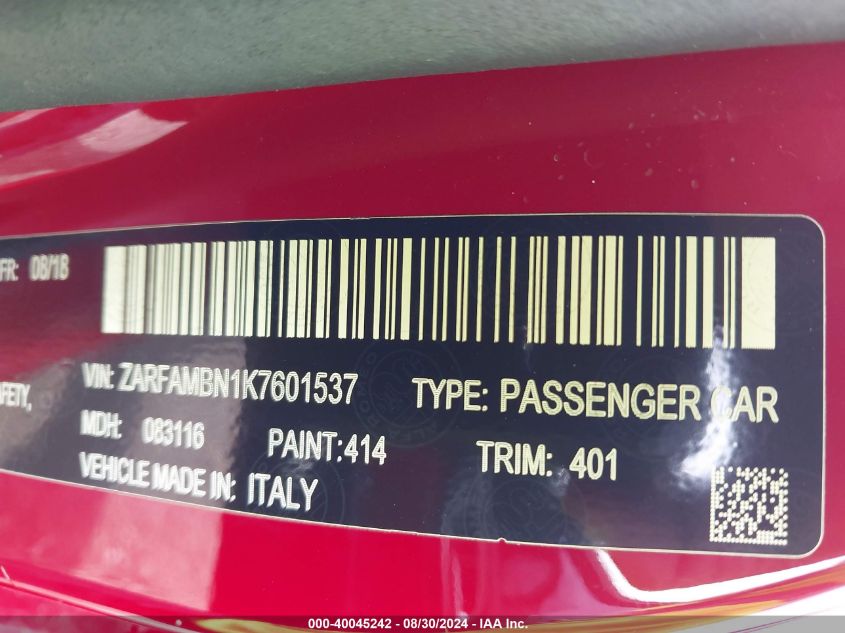 FR: 08/18
VIN: ZARFAMBN1K7601537 TYPE: PASSENGER CAR
AFETY,
MDH: 083116 PAINT:414 TRIM: 401
VEHICLE MADE IN: ITALY
000-40045242 - 08/30/2024 - IAA Inc.